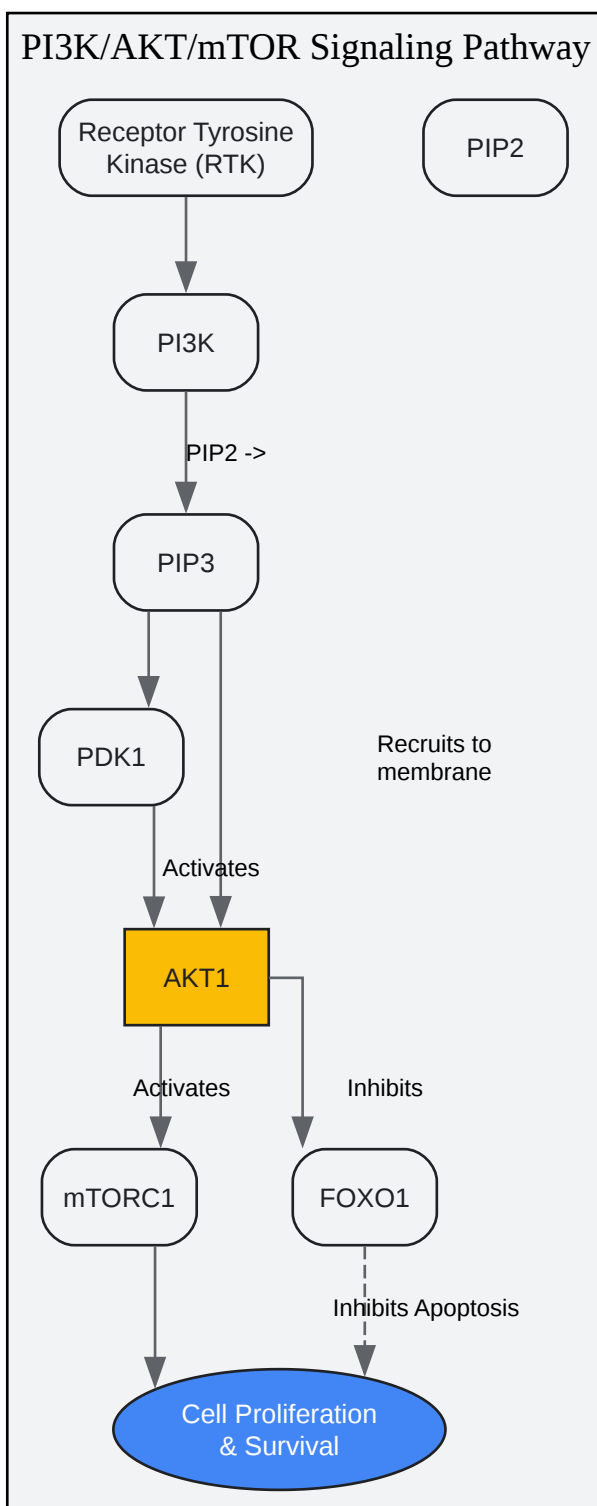 PI3K/AKT/mTOR Signaling Pathway
Receptor Tyrosine
Kinase (RTK)
PIP2
PI3K
PIP2 ->
PIP3
PDK1
Recruits to
membrane
Activates
AKT1
Activates
Inhibits
mTORC1
FOXO1
Inhibits Apoptosis
Cell Proliferation
& Survival